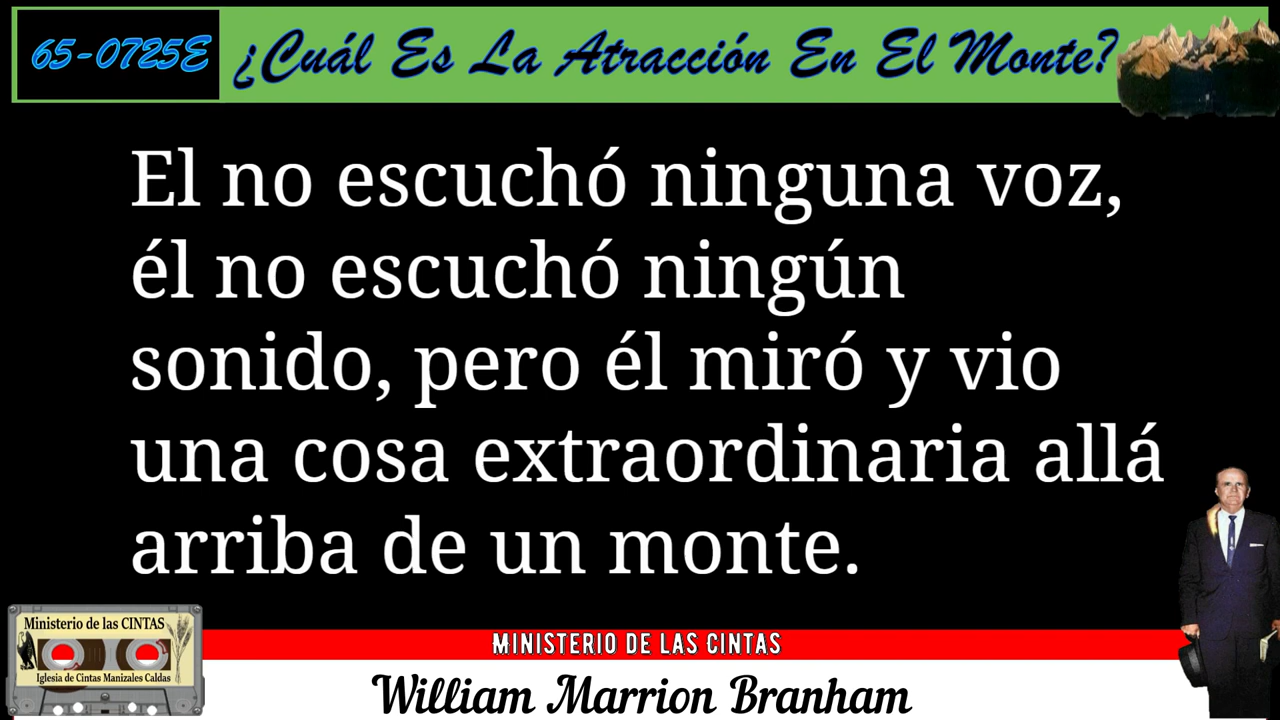 65-0725E ¿Cuál Es La Atracción En El Monte?
El no escuchó ninguna voz,
él no escuchó ningún
sonido, pero él miró y vio
una cosa extraordinaria allá
arriba de un monte.
Ministerio de las CINTAS
Iglesia de Cintas Manizales Caldas
MINISTERIO DE LAS CINTAS
William Marrion Branham